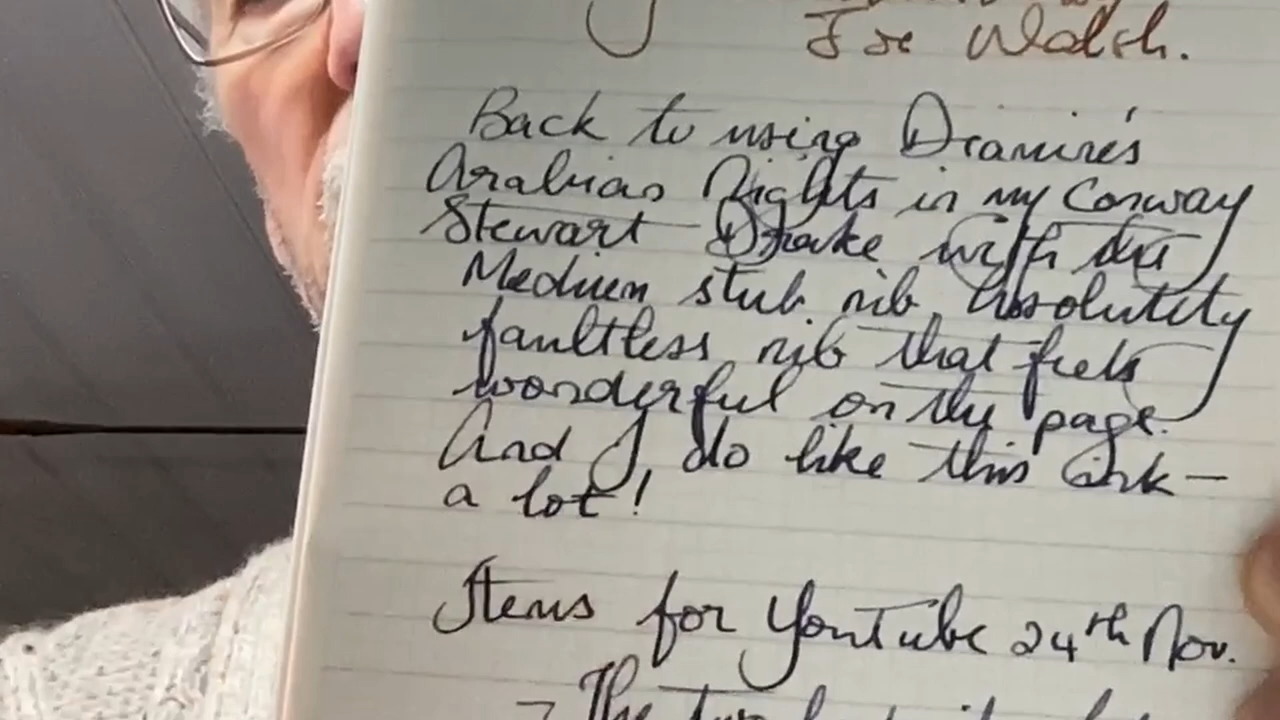 Joe Walsh.
Back to using Diamine's
Arabian Nights in my Conway
Stewart Drake with the
Medium stub nib. Absolutely
faultless nib that feels
wonderful on the page.
And I do like this ink —
a lot!
Items for YouTube 24th Nov.
The two